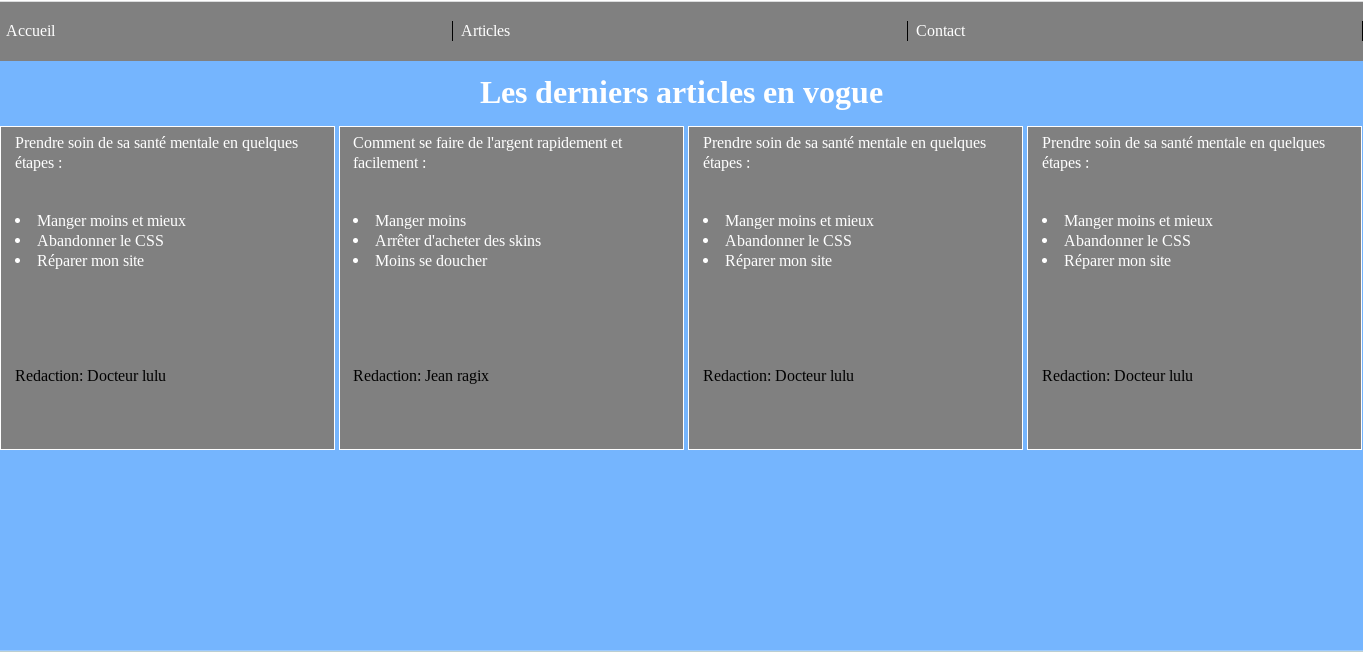 Accueil
Articles
Contact
Les derniers articles en vogue
Prendre soin de sa santé mentale en quelques
étapes :
Manger moins et mieux
Abandonner le CSS
Réparer mon site
Redaction: Docteur lulu
Comment se faire de l'argent rapidement et
facilement :
Manger moins
Arrêter d'acheter des skins
Moins se doucher
Redaction: Jean ragix
Prendre soin de sa santé mentale en quelques
étapes :
Manger moins et mieux
Abandonner le CSS
Réparer mon site
Redaction: Docteur lulu
Prendre soin de sa santé mentale en quelques
étapes :
Manger moins et mieux
Abandonner le CSS
Réparer mon site
Redaction: Docteur lulu